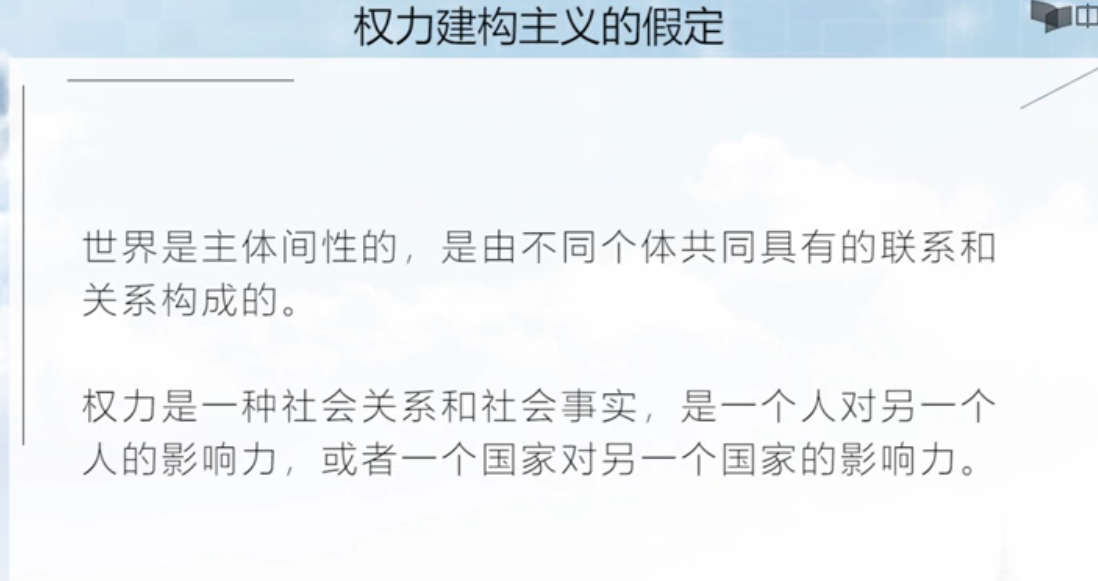 权力建构主义的假定
中
世界是主体间性的，是由不同个体共同具有的联系和
关系构成的。
权力是一种社会关系和社会事实，是一个人对另一个
人的影响力，或者一个国家对另一个国家的影响力。